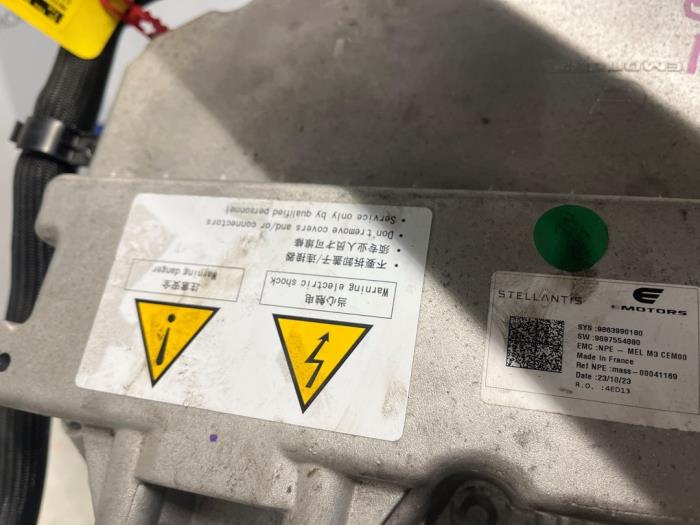 注意安全
Warning danger
当心触电
Warning electric shock
• 不要拆卸盖子/连接器
• 须专业人员才可维修
• Don't remove covers and/or connectors
• Service only by qualified personnel
STELLANTIS
EMOTORS
SYS :9863990180
SW :9897554880
EMC :NPE – MEL M3 CEM00
Made In France
Ref NPE :mass-00041169
Date :23/10/23
R.O. :4ED13